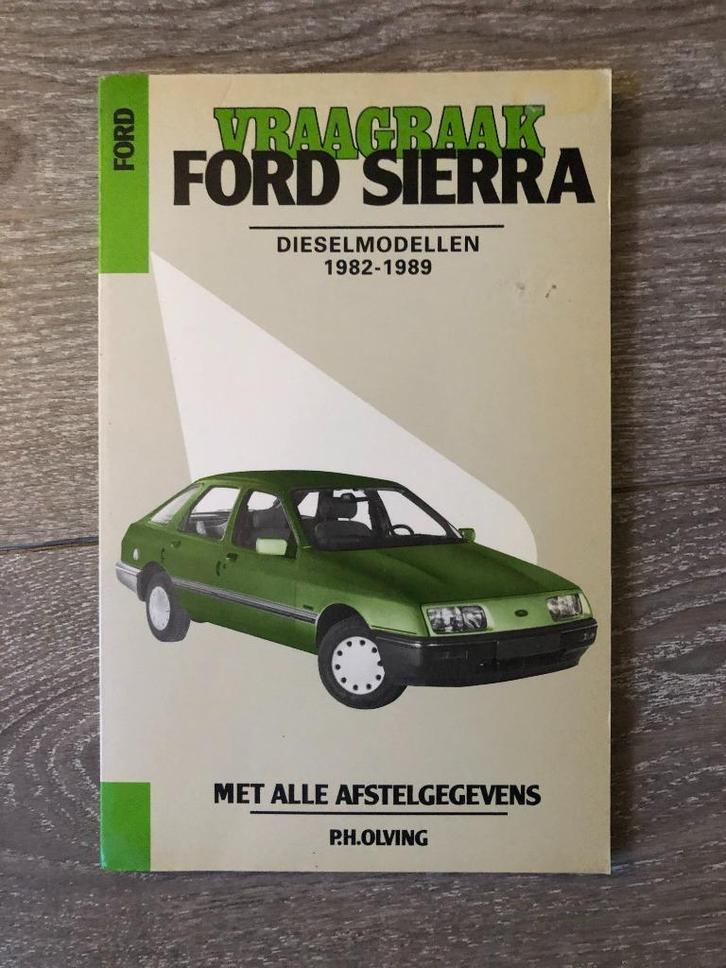 FORD
VRAAGBAAK
FORD SIERRA
DIESELMODELLEN
1982-1989
MET ALLE AFSTELGEGEVENS
P.H.OLVING